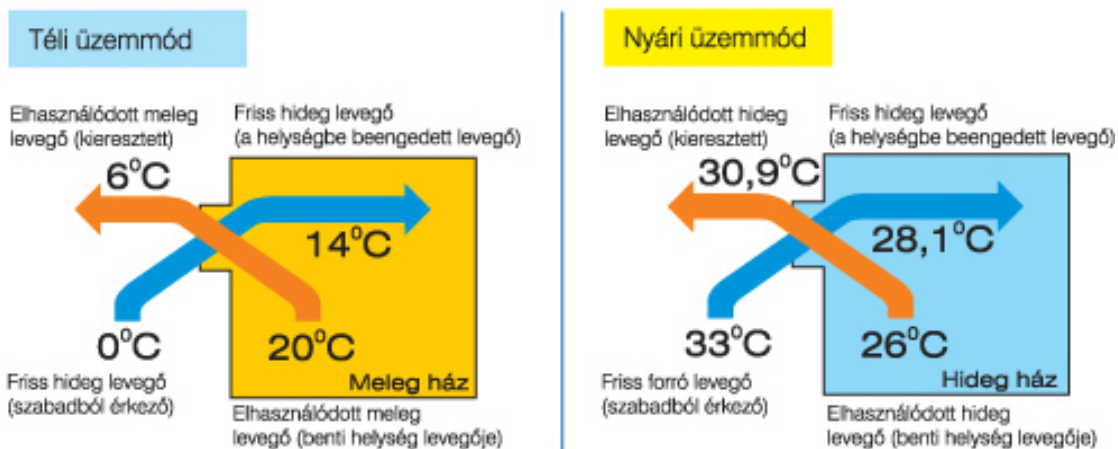 Téli üzemmód
Elhasználódott meleg
levegő (kieresztett)
Friss hideg levegő
(a helységbe beengedett levegő)
6°C
14°C
0°C
20°C
Meleg ház
Friss hideg levegő
(szabadból érkező)
Elhasználódott meleg
levegő (benti helység levegője)
Nyári üzemmód
Elhasználódott hideg
levegő (kieresztett)
Friss hideg levegő
(a helységbe beengedett levegő)
30,9°C
28,1°C
33°C
26°C
Hideg ház
Friss forró levegő
(szabadból érkező)
Elhasználódott hideg
levegő (benti helység levegője)